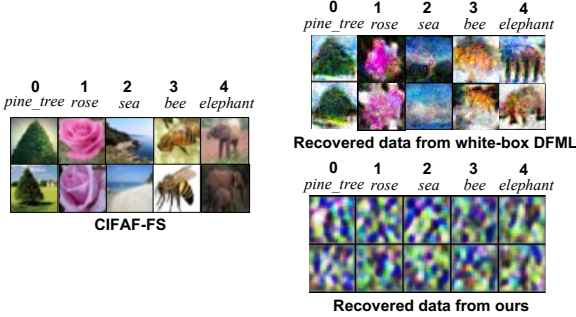 0 1 2 3 4
pine_tree rose sea bee elephant
CIFAF-FS
0 1 2 3 4
pine_tree rose sea bee elephant
Recovered data from white-box DFML
0 1 2 3 4
pine_tree rose sea bee elephant
Recovered data from ours